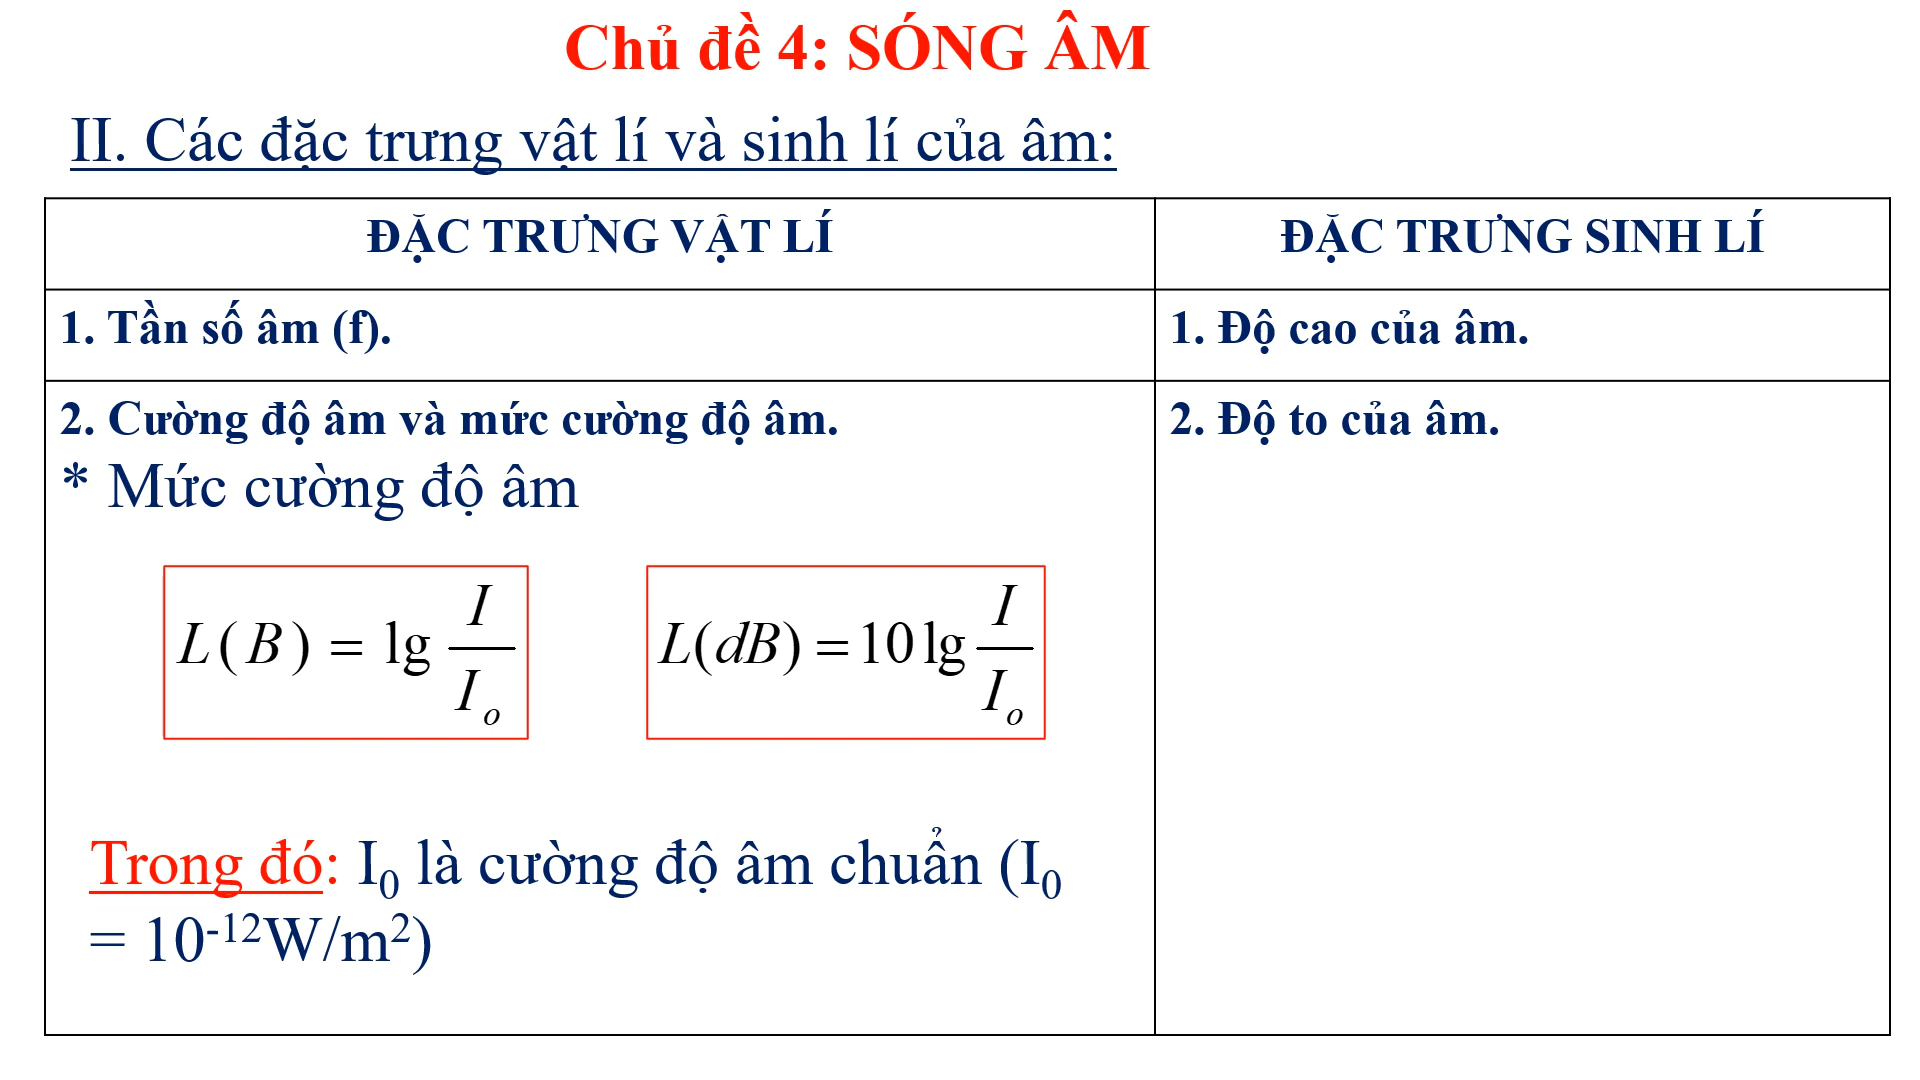 Chủ đề 4: SÓNG ÂM
II. Các đặc trưng vật lí và sinh lí của âm:
ĐẶC TRƯNG VẬT LÍ
ĐẶC TRƯNG SINH LÍ
1. Tần số âm (f).
1. Độ cao của âm.
2. Cường độ âm và mức cường độ âm.
2. Độ to của âm.
* Mức cường độ âm
L(B) = lg I/I₀
L(dB) = 10 lg I/I₀
Trong đó: I₀ là cường độ âm chuẩn (I₀
= 10⁻¹²W/m²)